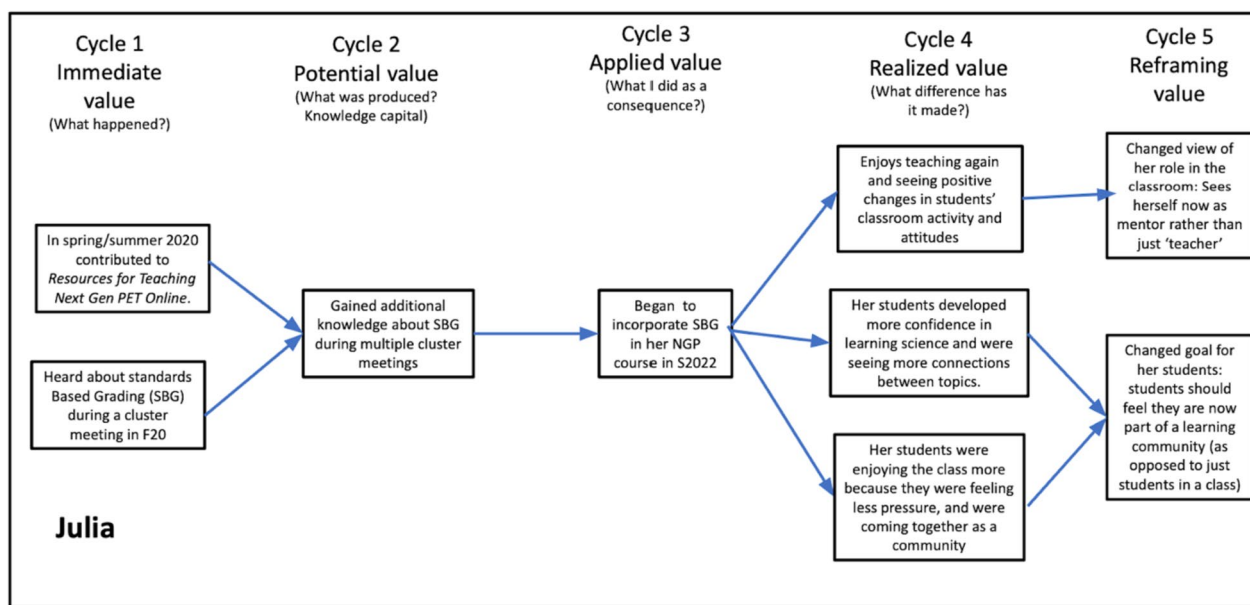 Cycle 1
Immediate
value
(What happened?)
Cycle 2
Potential value
(What was produced?
Knowledge capital)
Cycle 3
Applied value
(What I did as a
consequence?)
Cycle 4
Realized value
(What difference has
it made?)
Cycle 5
Reframing
value
In spring/summer 2020
contributed to
Resources for Teaching
Next Gen PET Online.
Heard about standards
Based Grading (SBG)
during a cluster
meeting in F20
Gained additional
knowledge about SBG
during multiple cluster
meetings
Began to
incorporate SBG
in her NGP
course in S2022
Enjoys teaching again
and seeing positive
changes in students’
classroom activity and
attitudes
Her students developed
more confidence in
learning science and were
seeing more connections
between topics.
Her students were
enjoying the class more
because they were feeling
less pressure, and were
coming together as a
community
Changed view of
her role in the
classroom: Sees
herself now as
mentor rather than
just ‘teacher’
Changed goal for
her students:
students should
feel they are now
part of a learning
community (as
opposed to just
students in a class)
Julia